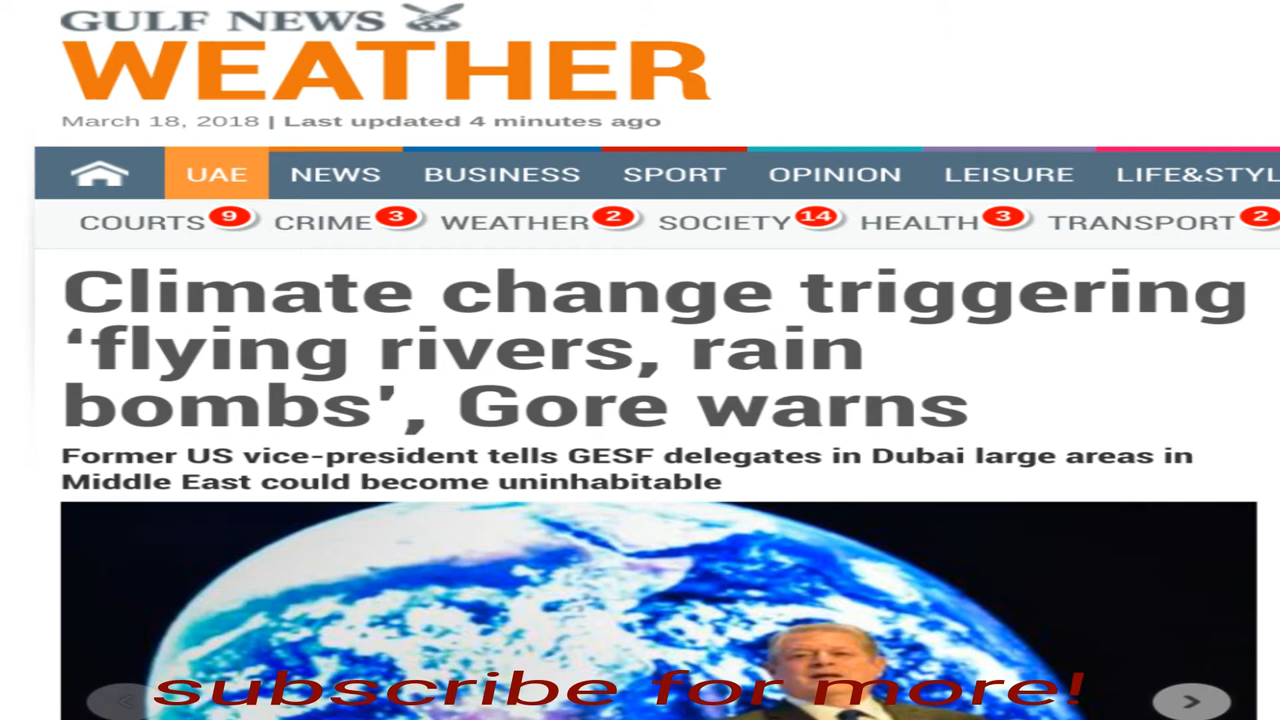 GULF NEWS
WEATHER
March 18, 2018 | Last updated 4 minutes ago
UAE NEWS BUSINESS SPORT OPINION LEISURE LIFE&STYL
COURTS 9 CRIME 3 WEATHER 2 SOCIETY 14 HEALTH 3 TRANSPORT 2
Climate change triggering
‘flying rivers, rain
bombs’, Gore warns
Former US vice-president tells GESF delegates in Dubai large areas in
Middle East could become uninhabitable
subscribe for more!